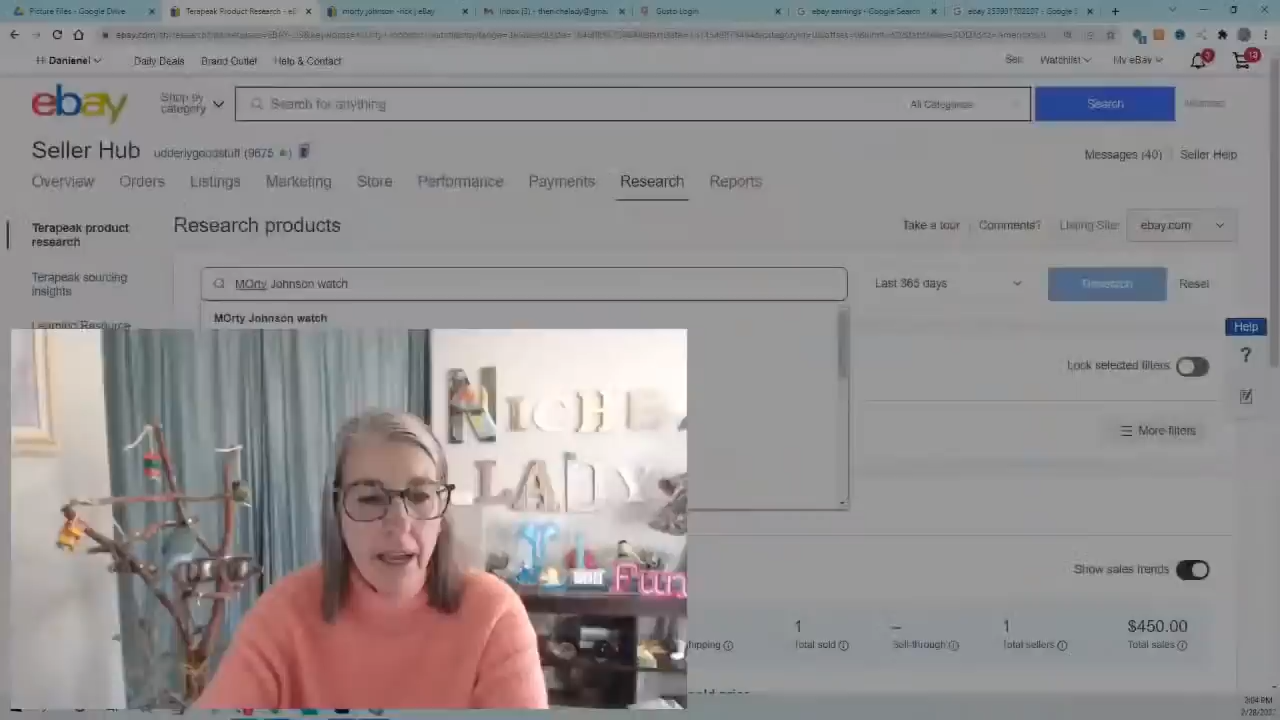 Picture Files - Google Drive
Terapeak Product Research - eB
morty johnson -rick | eBay
Inbox (3) - thenichelady@gmai
Gusto Login
ebay earnings - Google Search
Hi Daniene!
Daily Deals
Brand Outlet
Help & Contact
Sell
Watchlist
My eBay
ebay
Shop by category
Search for anything
All Categories
Search
Advanced
Seller Hub
udderlygoodstuff (9675
Messages (40)
Seller Help
Overview
Orders
Listings
Marketing
Store
Performance
Payments
Research
Reports
Terapeak product
research
Research products
Take a tour
Comments?
Listing Site:
ebay.com
Terapeak sourcing
insights
MOrty Johnson watch
Last 365 days
Research
Reset
MOrty Johnson watch
Learning Resource
Help
?
Lock selected filters
More filters
NICHE
LADY
fun
Show sales trends
1
Total sold
–
Sell-through
1
Total sellers
$450.00
Total sales